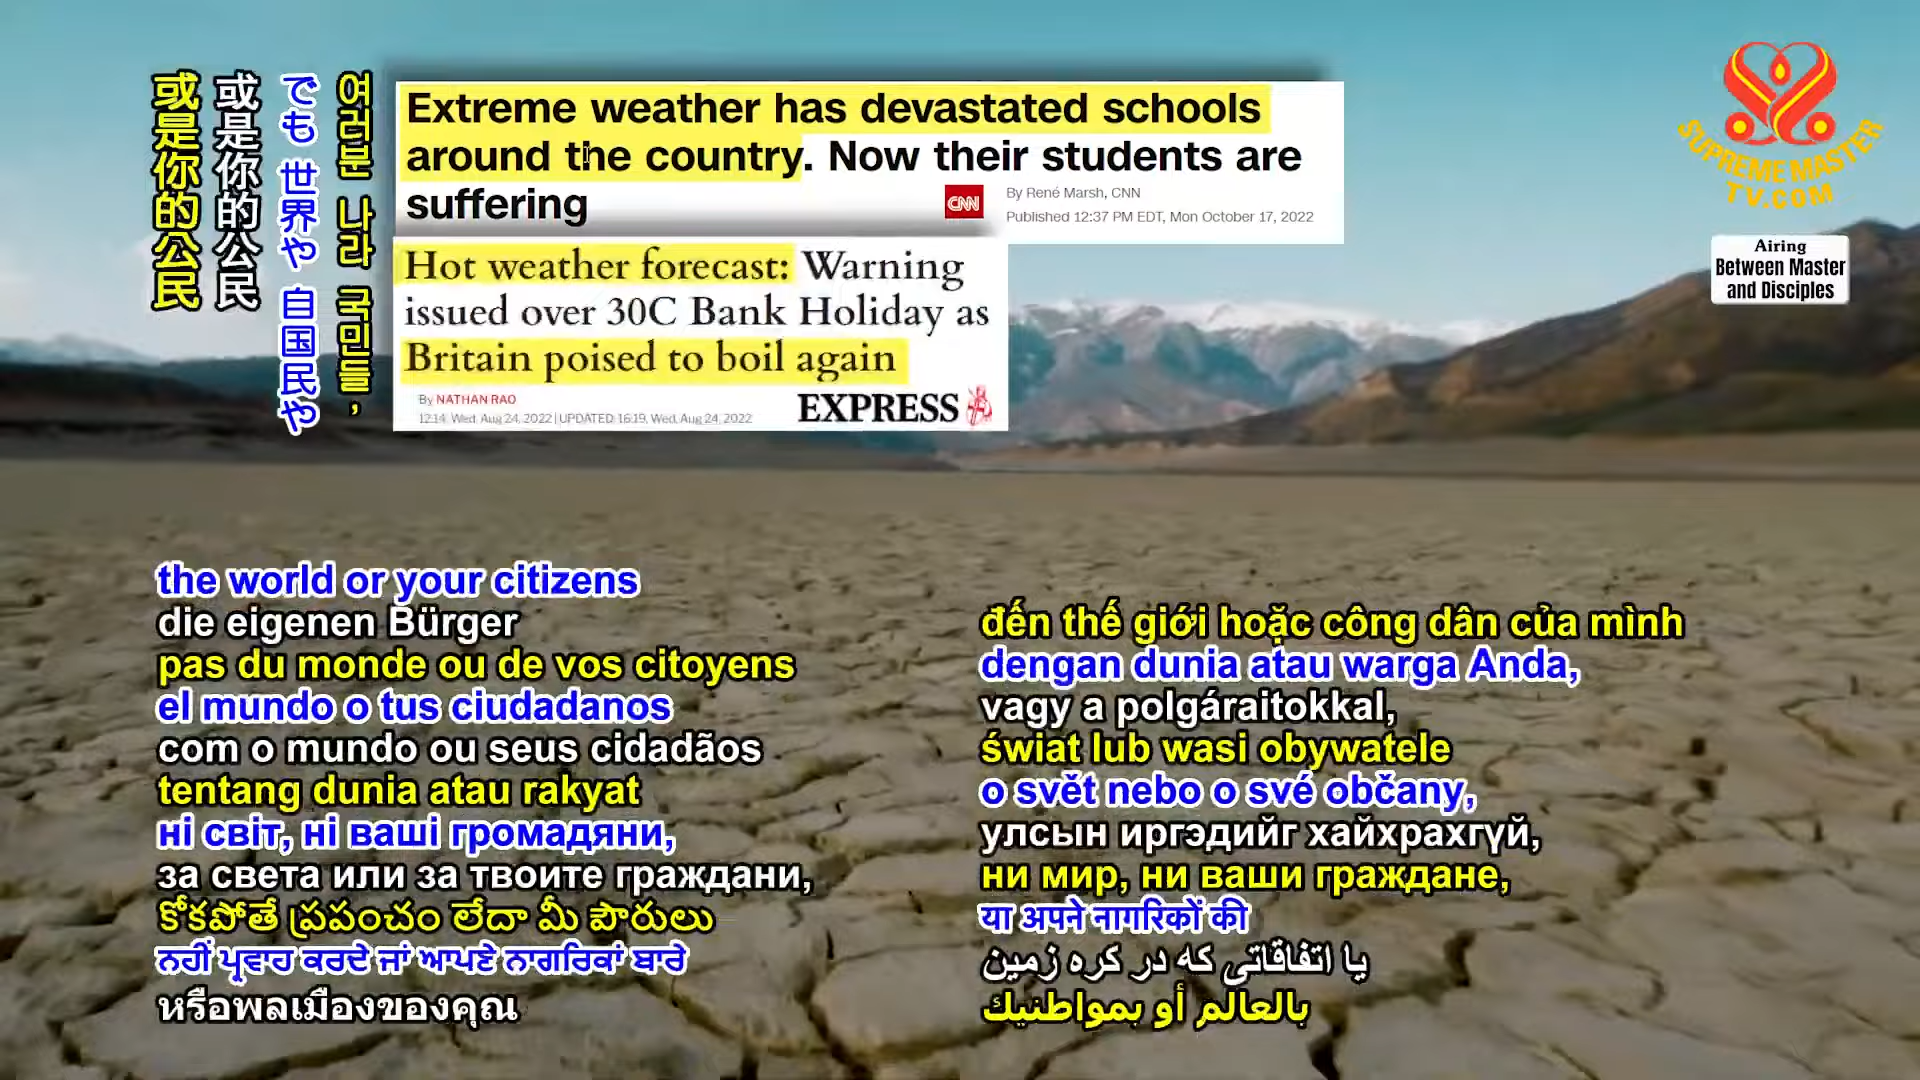 或是你的公民
或是你的公民
でも 世界や 自国民や
여러분 나라 국민들,
Extreme weather has devastated schools
around the country. Now their students are
suffering
CNN
By René Marsh, CNN
Published 12:37 PM EDT, Mon October 17, 2022
Hot weather forecast: Warning
issued over 30C Bank Holiday as
Britain poised to boil again
By NATHAN RAO
12:14, Wed, Aug 24, 2022 | UPDATED: 16:19, Wed, Aug 24, 2022
EXPRESS
SUPREME MASTER
TV.COM
Airing
Between Master
and Disciples
the world or your citizens
die eigenen Bürger
pas du monde ou de vos citoyens
el mundo o tus ciudadanos
com o mundo ou seus cidadãos
tentang dunia atau rakyat
ні світ, ні ваші громадяни,
за света или за твоите граждани,
కోకపోతే ప్రపంచం లేదా మీ పౌరులు
ਨਹੀਂ ਪ੍ਰਵਾਹ ਕਰਦੇ ਜਾਂ ਆਪਣੇ ਨਾਗਰਿਕਾਂ ਬਾਰੇ
หรือพลเมืองของคุณ
đến thế giới hoặc công dân của mình
dengan dunia atau warga Anda,
vagy a polgáraitokkal,
świat lub wasi obywatele
o svět nebo o své občany,
улсын иргэдийг хайхрахгүй,
ни мир, ни ваши граждане,
या अपने नागरिकों की
یا اتفاقاتی که در کره زمین
بالعالم أو بمواطنيك